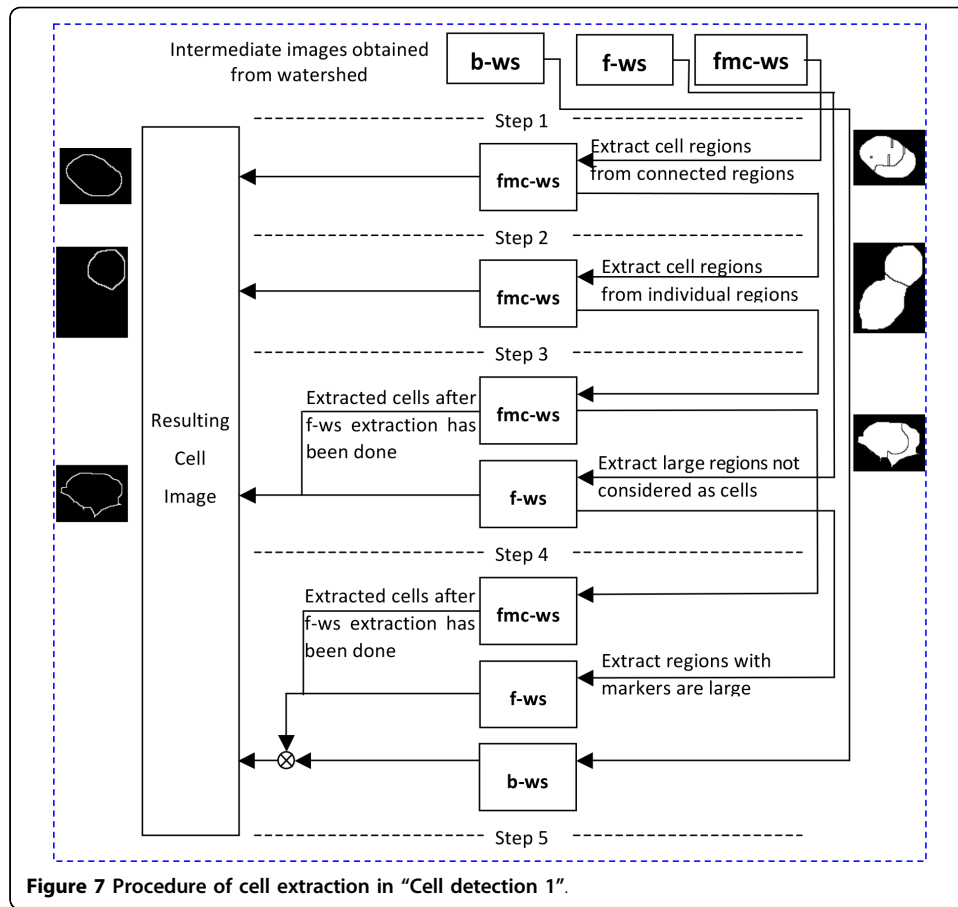 Intermediate images obtained
from watershed
b-ws
f-ws
fmc-ws
Step 1
Extract cell regions
from connected regions
fmc-ws
Step 2
Extract cell regions
from individual regions
fmc-ws
Step 3
Extracted cells after
f-ws extraction has
been done
fmc-ws
Resulting
Cell
Image
Extract large regions not
considered as cells
f-ws
Step 4
Extracted cells after
f-ws extraction has
been done
fmc-ws
Extract regions with
markers are large
f-ws
b-ws
Step 5
Figure 7 Procedure of cell extraction in “Cell detection 1”.